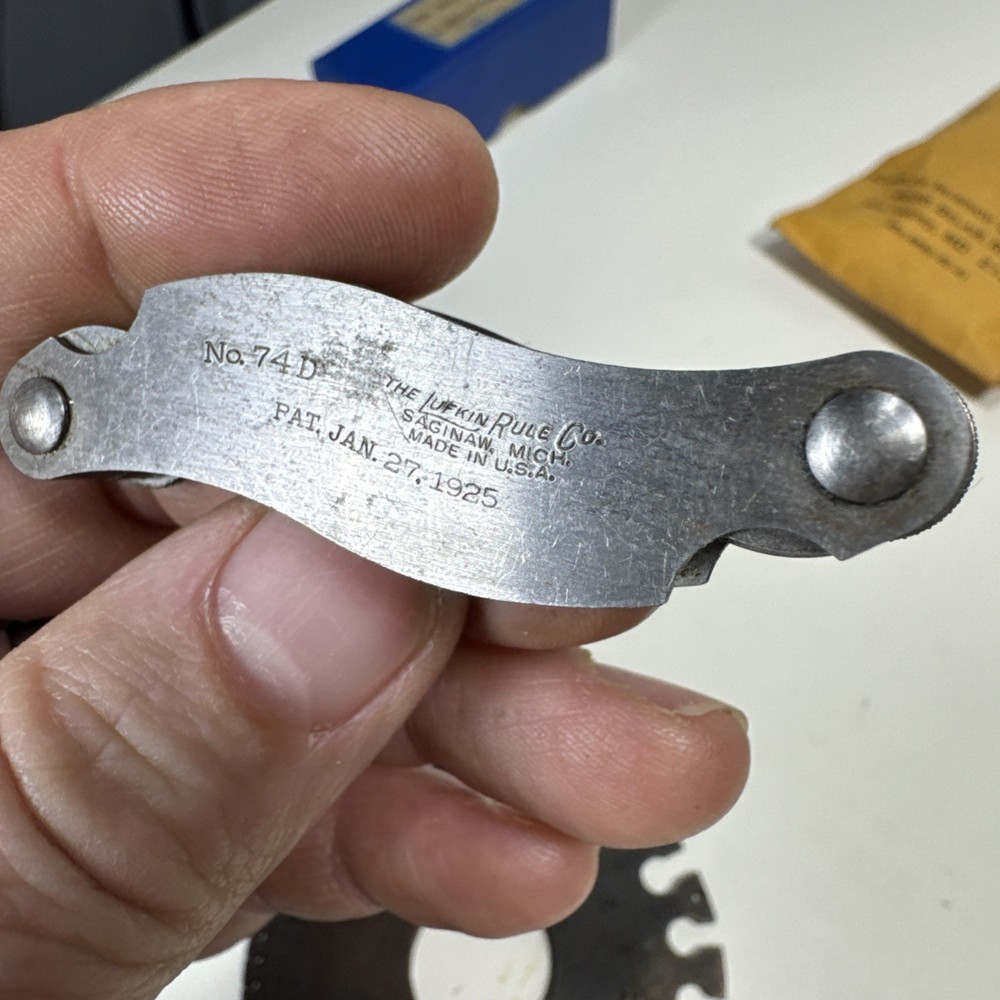 No. 74D
THE LUFKIN RULE CO.
SAGINAW, MICH.
MADE IN U.S.A.
PAT. JAN. 27, 1925